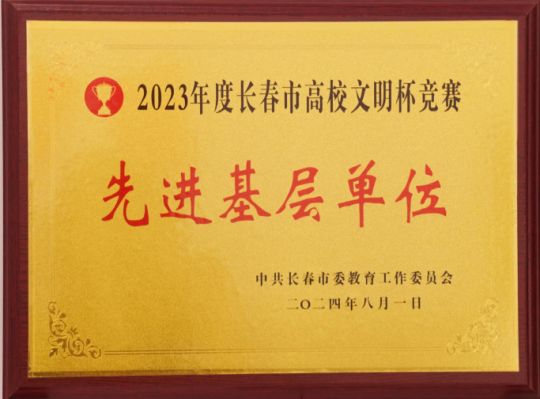 2023年度长春市高校文明杯竞赛
先进基层单位
中共长春市委教育工作委员会
二〇二四年八月一日